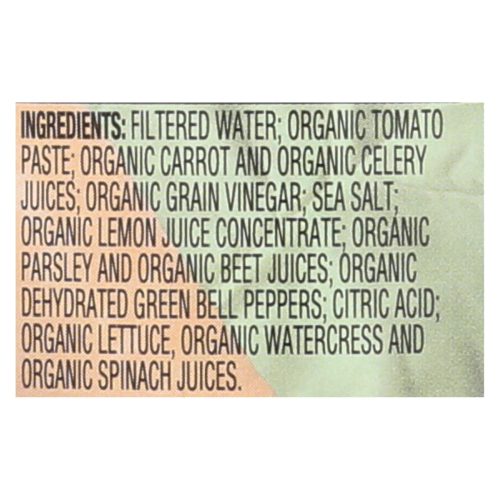 INGREDIENTS: FILTERED WATER; ORGANIC TOMATO
PASTE; ORGANIC CARROT AND ORGANIC CELERY
JUICES; ORGANIC GRAIN VINEGAR; SEA SALT;
ORGANIC LEMON JUICE CONCENTRATE; ORGANIC
PARSLEY AND ORGANIC BEET JUICES; ORGANIC
DEHYDRATED GREEN BELL PEPPERS; CITRIC ACID;
ORGANIC LETTUCE, ORGANIC WATERCRESS AND
ORGANIC SPINACH JUICES.